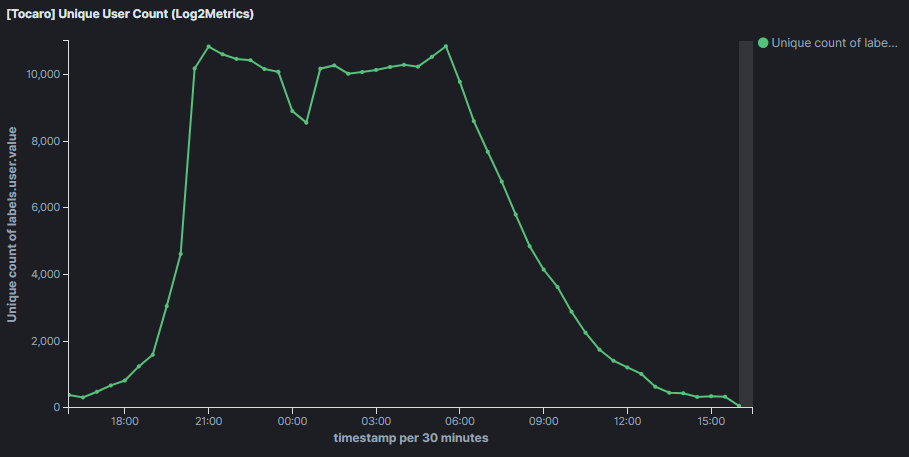 [Tocaro] Unique User Count (Log2Metrics)
Unique count of labe...
Unique count of labels.user.value
10,000
8,000
6,000
4,000
2,000
0
18:00 21:00 00:00 03:00 06:00 09:00 12:00 15:00
timestamp per 30 minutes